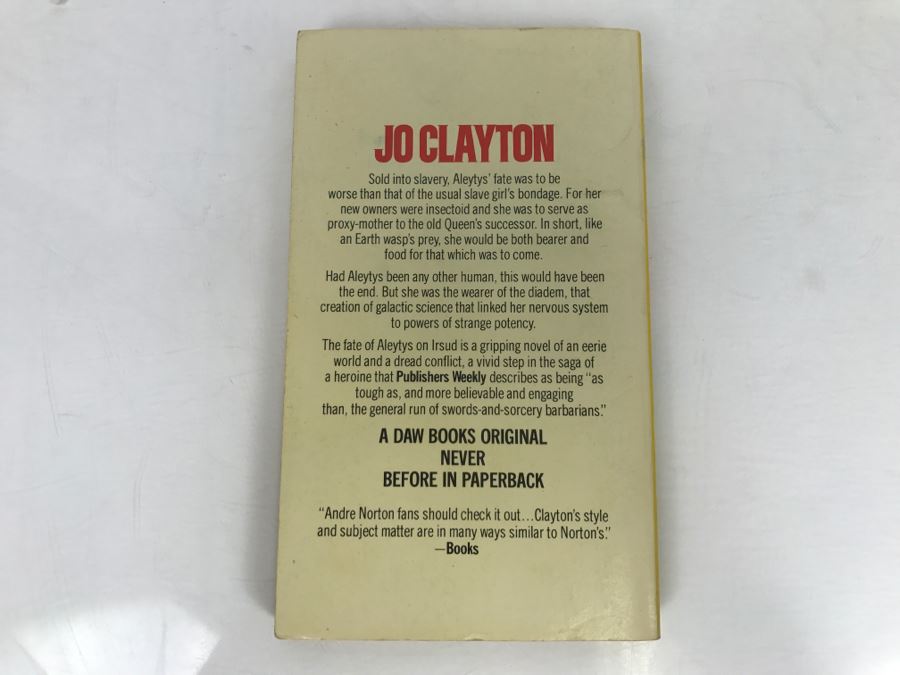 JO CLAYTON
Sold into slavery, Aleytys' fate was to be
worse than that of the usual slave girl's bondage. For her
new owners were insectoid and she was to serve as
proxy-mother to the old Queen's successor. In short, like
an Earth wasp's prey, she would be both bearer and
food for that which was to come.
Had Aleytys been any other human, this would have been
the end. But she was the wearer of the diadem, that
creation of galactic science that linked her nervous system
to powers of strange potency.
The fate of Aleytys on Irsud is a gripping novel of an eerie
world and a dread conflict, a vivid step in the saga of
a heroine that Publishers Weekly describes as being "as
tough as, and more believable and engaging
than, the general run of swords-and-sorcery barbarians."
A DAW BOOKS ORIGINAL
NEVER
BEFORE IN PAPERBACK
"Andre Norton fans should check it out...Clayton's style
and subject matter are in many ways similar to Norton's."
—Books